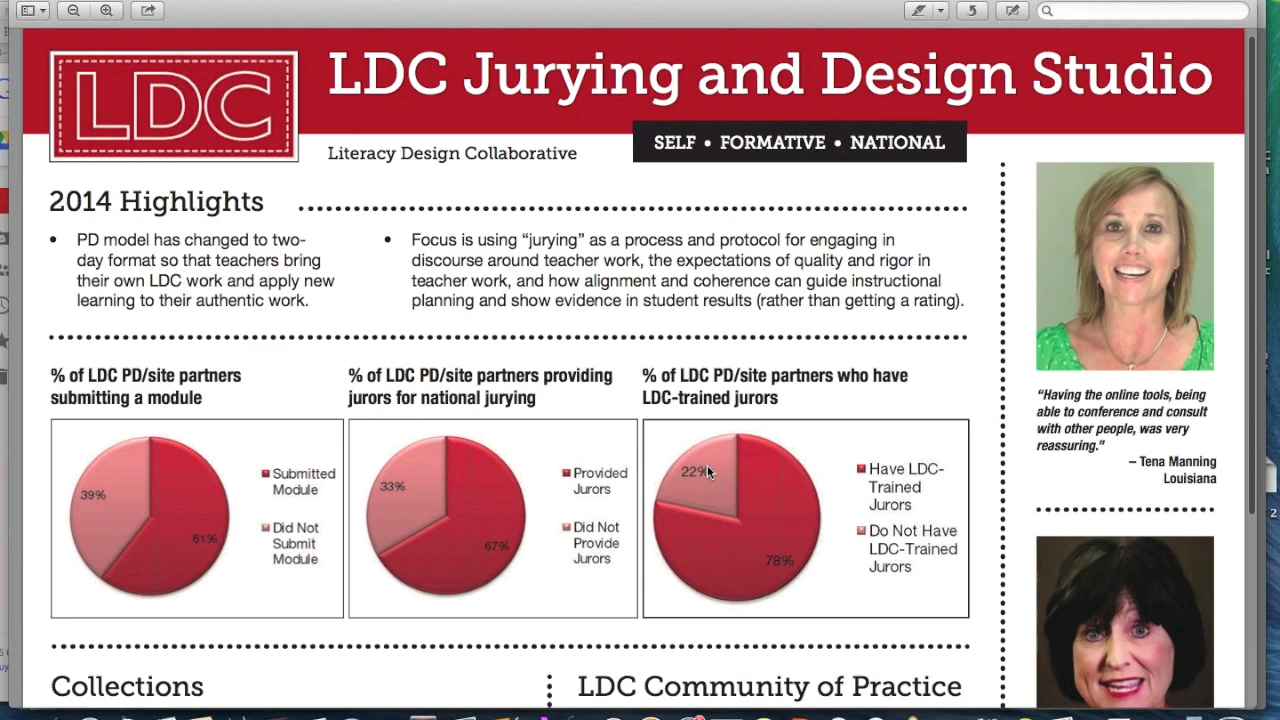 LDC Jurying and Design Studio
LDC
SELF • FORMATIVE • NATIONAL
Literacy Design Collaborative
2014 Highlights
• PD model has changed to two-
day format so that teachers bring
their own LDC work and apply new
learning to their authentic work.
• Focus is using “jurying” as a process and protocol for engaging in
discourse around teacher work, the expectations of quality and rigor in
teacher work, and how alignment and coherence can guide instructional
planning and show evidence in student results (rather than getting a rating).
% of LDC PD/site partners
submitting a module
39%
61%
Submitted
Module
Did Not
Submit
Module
% of LDC PD/site partners providing
jurors for national jurying
33%
67%
Provided
Jurors
Did Not
Provide
Jurors
% of LDC PD/site partners who have
LDC-trained jurors
22%
78%
Have LDC-
Trained
Jurors
Do Not Have
LDC-Trained
Jurors
“Having the online tools, being
able to conference and consult
with other people, was very
reassuring.”
– Tena Manning
Louisiana
Collections
LDC Community of Practice